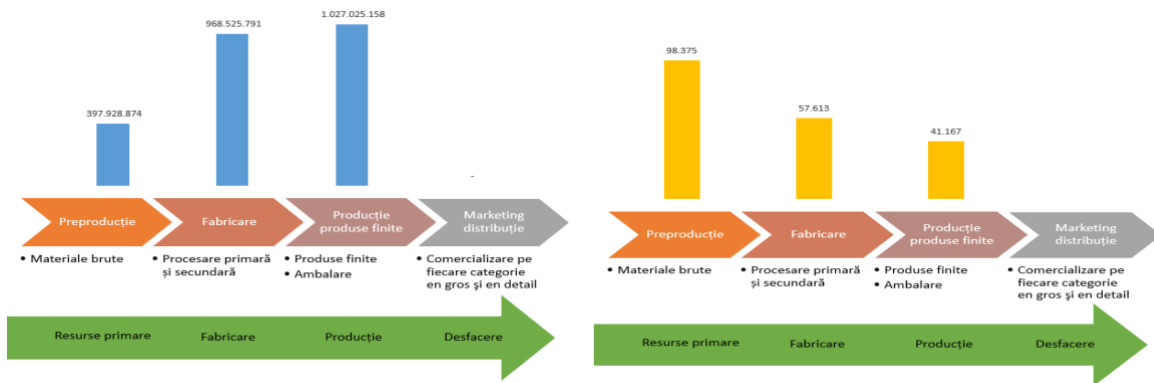 397.928.874
968.525.791
1.027.025.158
-
Preproducție
Fabricare
Producție
produse finite
Marketing
distribuție
• Materiale brute
• Procesare primară
și secundară
• Produse finite
• Ambalare
• Comercializare pe
fiecare categorie
en gros și en detail
Resurse primare
Fabricare
Producție
Desfacere
98.375
57.613
41.167
Preproducție
Fabricare
Producție
produse finite
Marketing
distribuție
• Materiale brute
• Procesare primară
și secundară
• Produse finite
• Ambalare
• Comercializare pe
fiecare categorie
en gros și en detail
Resurse primare
Fabricare
Producție
Desfacere